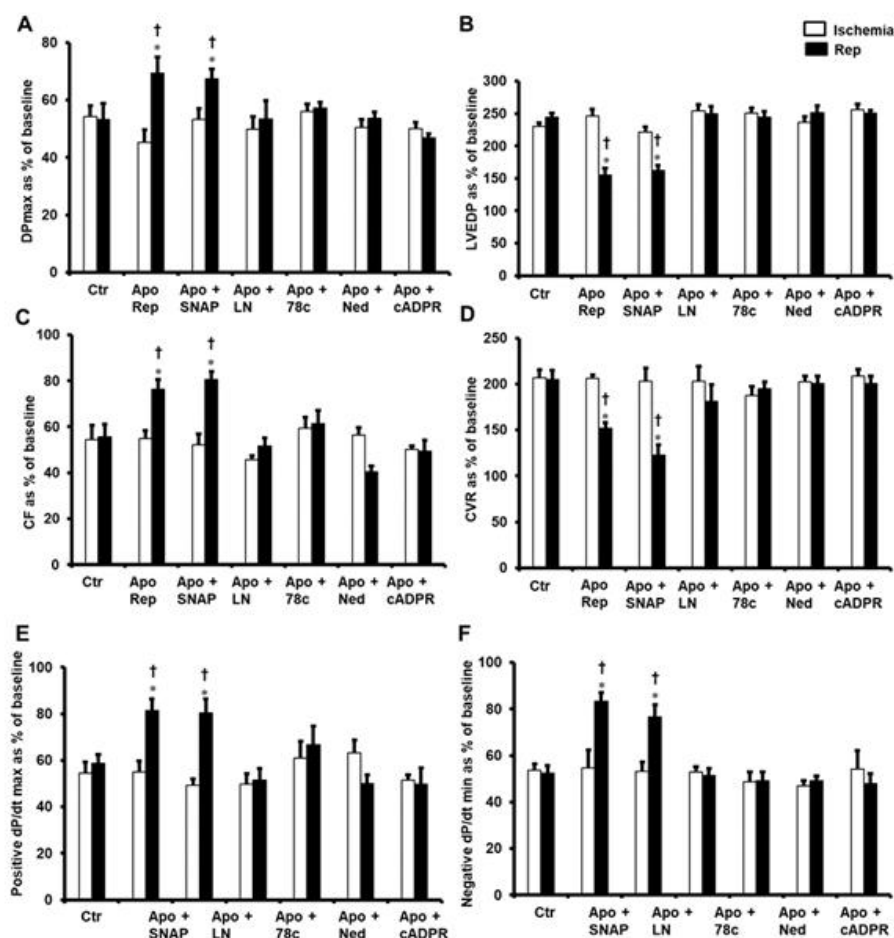 A
DPmax as % of baseline
80
60
40
20
0
†
*
†
*
Ctr Apo Apo + Apo + Apo + Apo + Apo +
Rep SNAP LN 78c Ned cADPR
B
Ischemia
Rep
LVEDP as % of baseline
300
250
200
150
100
50
0
†
*
†
*
Ctr Apo Apo + Apo + Apo + Apo + Apo +
Rep SNAP LN 78c Ned cADPR
C
CF as % of baseline
100
80
60
40
20
0
†
*
†
*
Ctr Apo Apo + Apo + Apo + Apo + Apo +
Rep SNAP LN 78c Ned cADPR
D
CVR as % of baseline
250
200
150
100
50
0
†
*
†
*
Ctr Apo Apo + Apo + Apo + Apo + Apo +
Rep SNAP LN 78c Ned cADPR
E
Positive dP/dt max as % of baseline
100
80
60
40
20
0
†
*
†
*
Ctr Apo + Apo + Apo + Apo + Apo +
SNAP LN 78c Ned cADPR
F
Negative dP/dt min as % of baseline
100
80
60
40
20
0
†
*
†
*
Ctr Apo + Apo + Apo + Apo + Apo +
SNAP LN 78c Ned cADPR